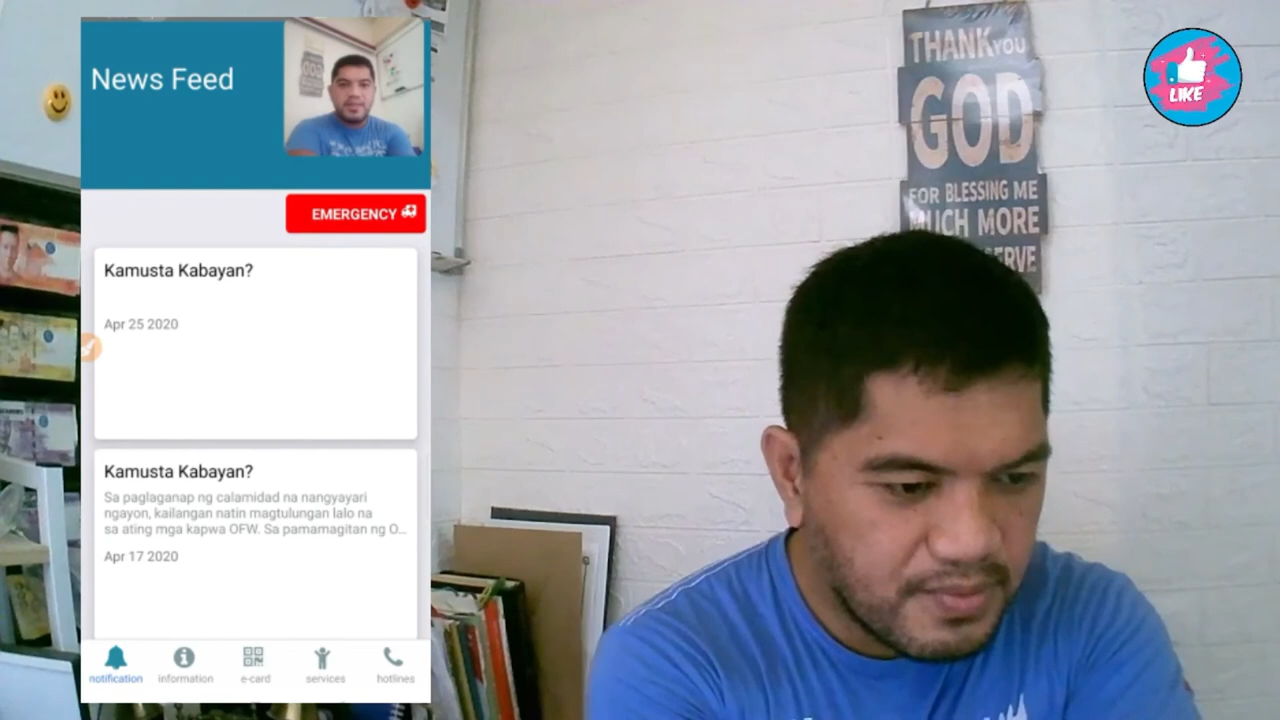 News Feed
EMERGENCY
Kamusta Kabayan?
Apr 25 2020
Kamusta Kabayan?
Sa paglaganap ng calamidad na nangyayari
ngayon, kailangan natin magtulungan lalo na
sa ating mga kapwa OFW. Sa pamamagitan ng O...
Apr 17 2020
notification
information
e-card
services
hotlines
THANK YOU
GOD
FOR BLESSING ME
MUCH MORE
LIKE